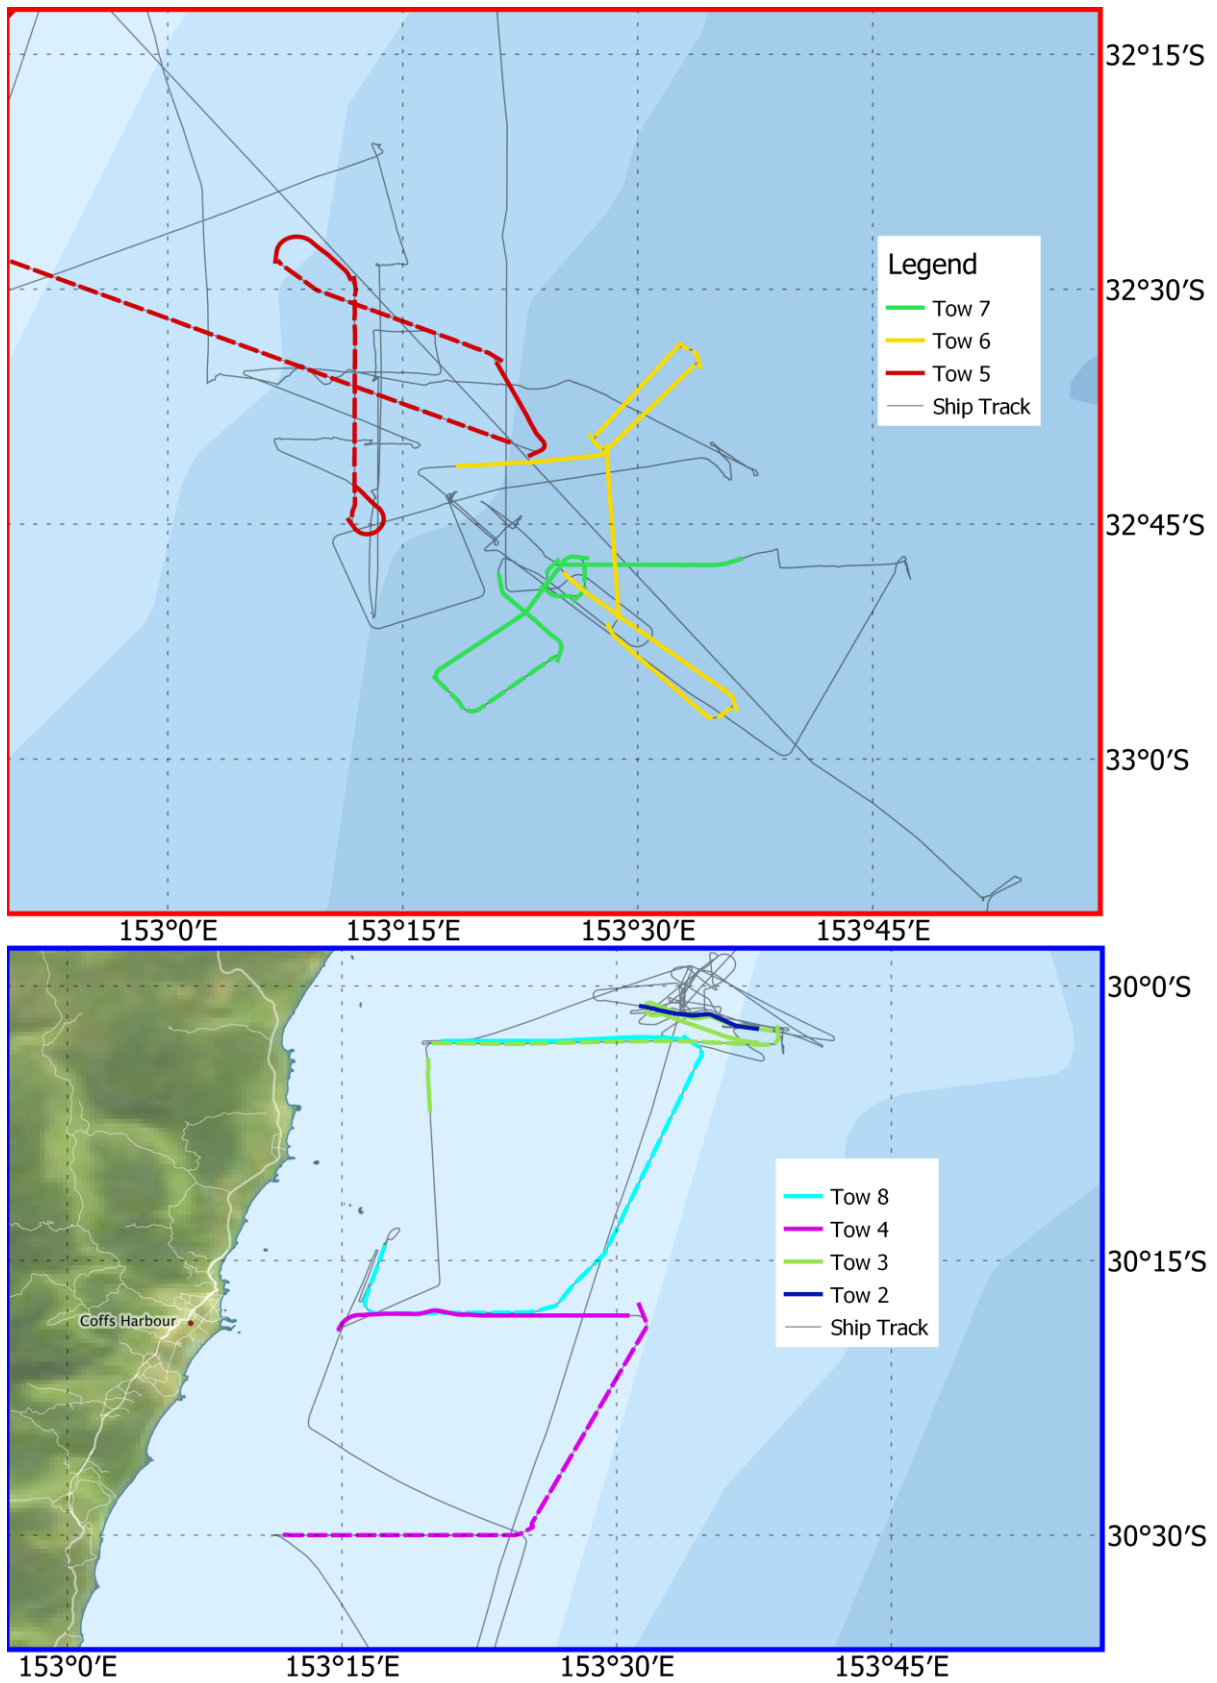 32°15′S
Legend
32°30′S
Tow 7
Tow 6
Tow 5
Ship Track
32°45′S
33°0′S
153°0′E 153°15′E 153°30′E 153°45′E
30°0′S
Tow 8
Tow 4
30°15′S
Tow 3
Tow 2
Coffs Harbour
Ship Track
30°30′S
153°0′E 153°15′E 153°30′E 153°45′E